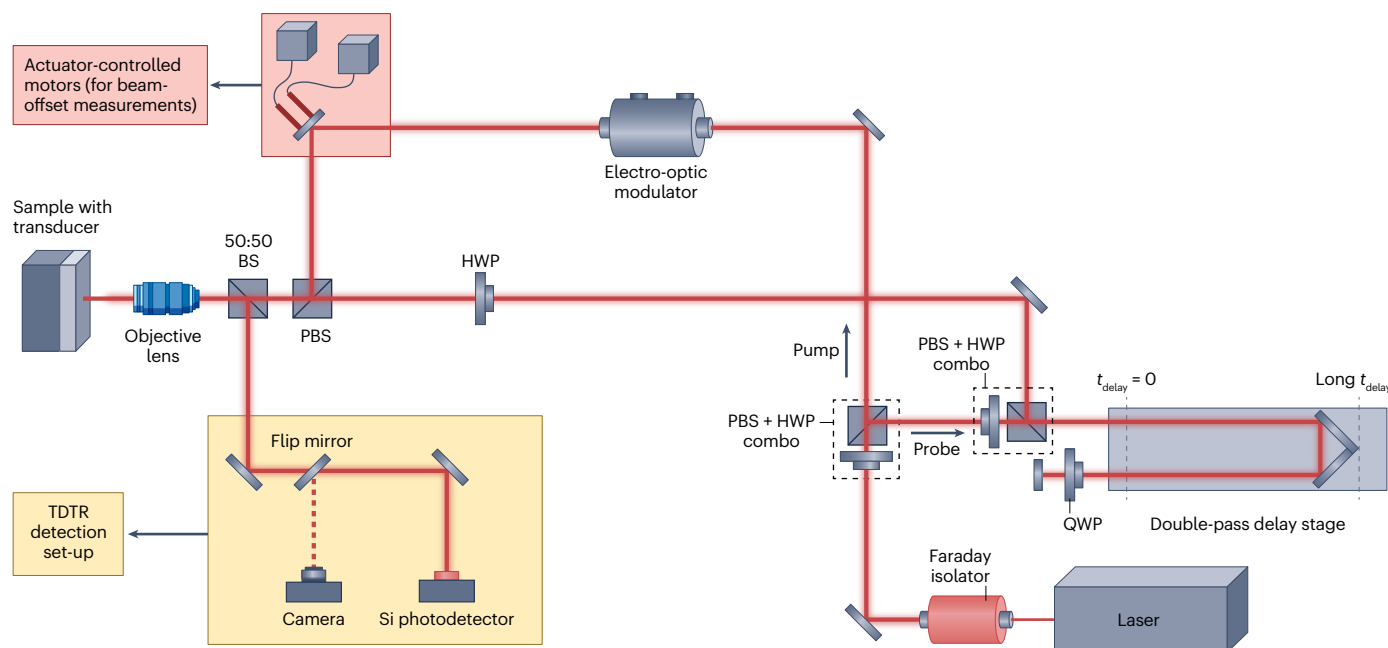 Actuator-controlled
motors (for beam-
offset measurements)
Electro-optic
modulator
Sample with
transducer
50:50
BS
HWP
Objective
lens
PBS
Pump
PBS + HWP
combo
t_delay = 0
Long t_delay
PBS + HWP
combo
Probe
Flip mirror
QWP
Double-pass delay stage
TDTR
detection
set-up
Faraday
isolator
Camera
Si photodetector
Laser